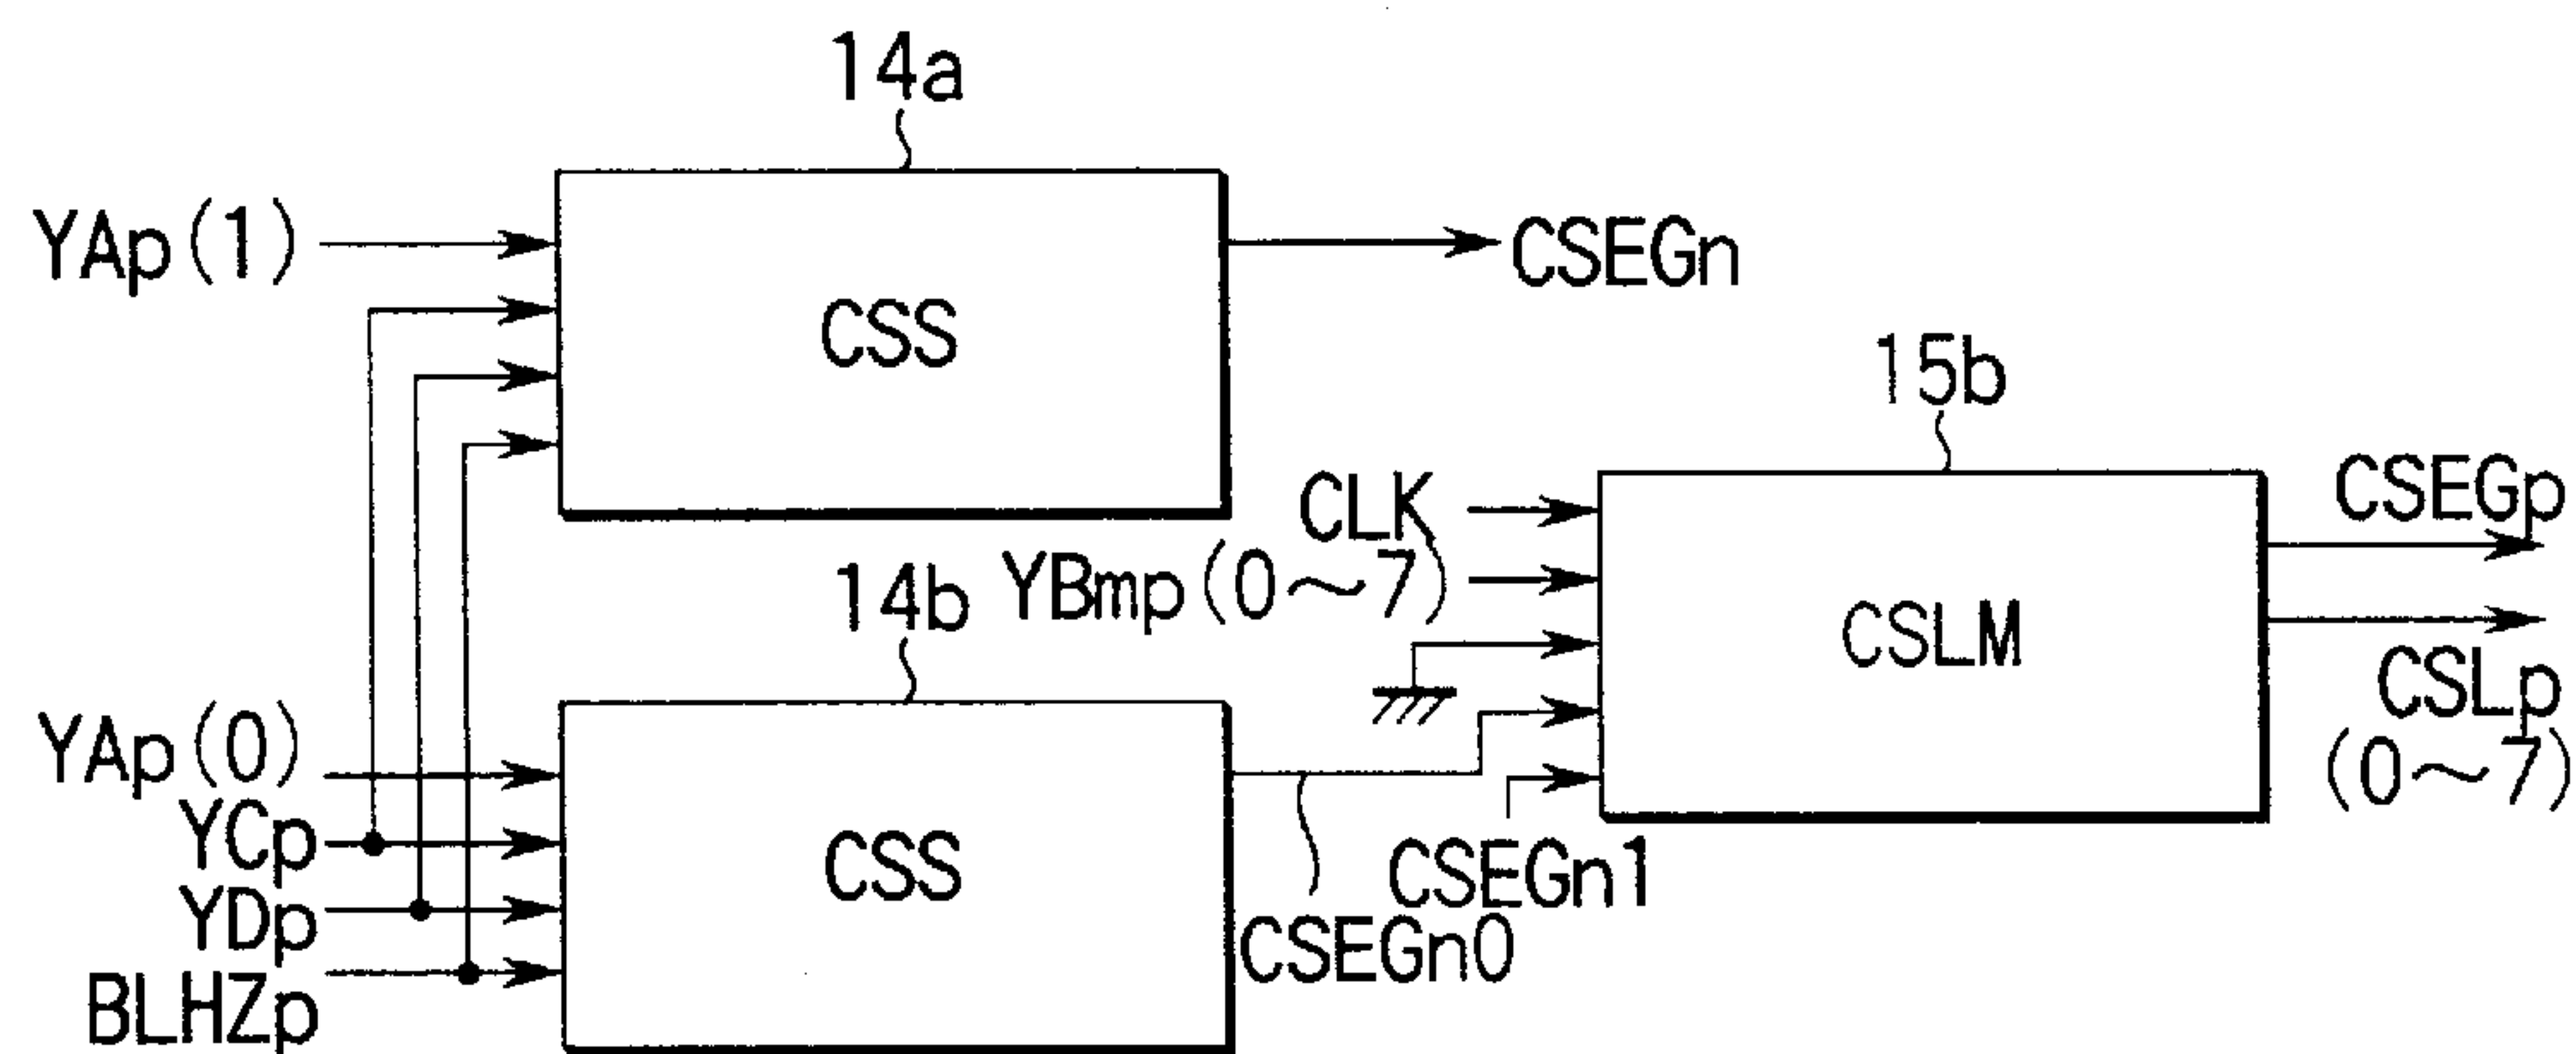 14a
YAp(1)
CSS
CSEGn
15b
CLK
YBmp(0～7)
CSLM
CSEGp
CSLp
(0～7)
14b
YAp(0)
YCp
YDp
BLHZp
CSS
CSEGn1
CSEGn0